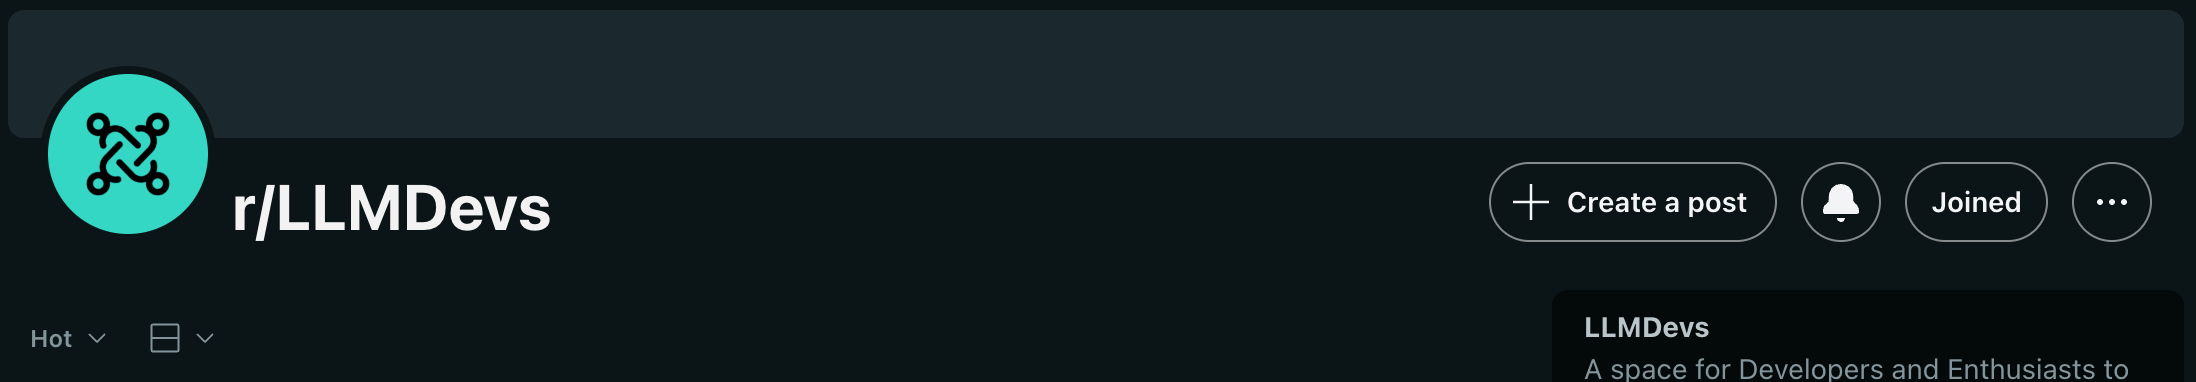 r/LLMDevs
Create a post
Joined
Hot
LLMDevs
A space for Developers and Enthusiasts to